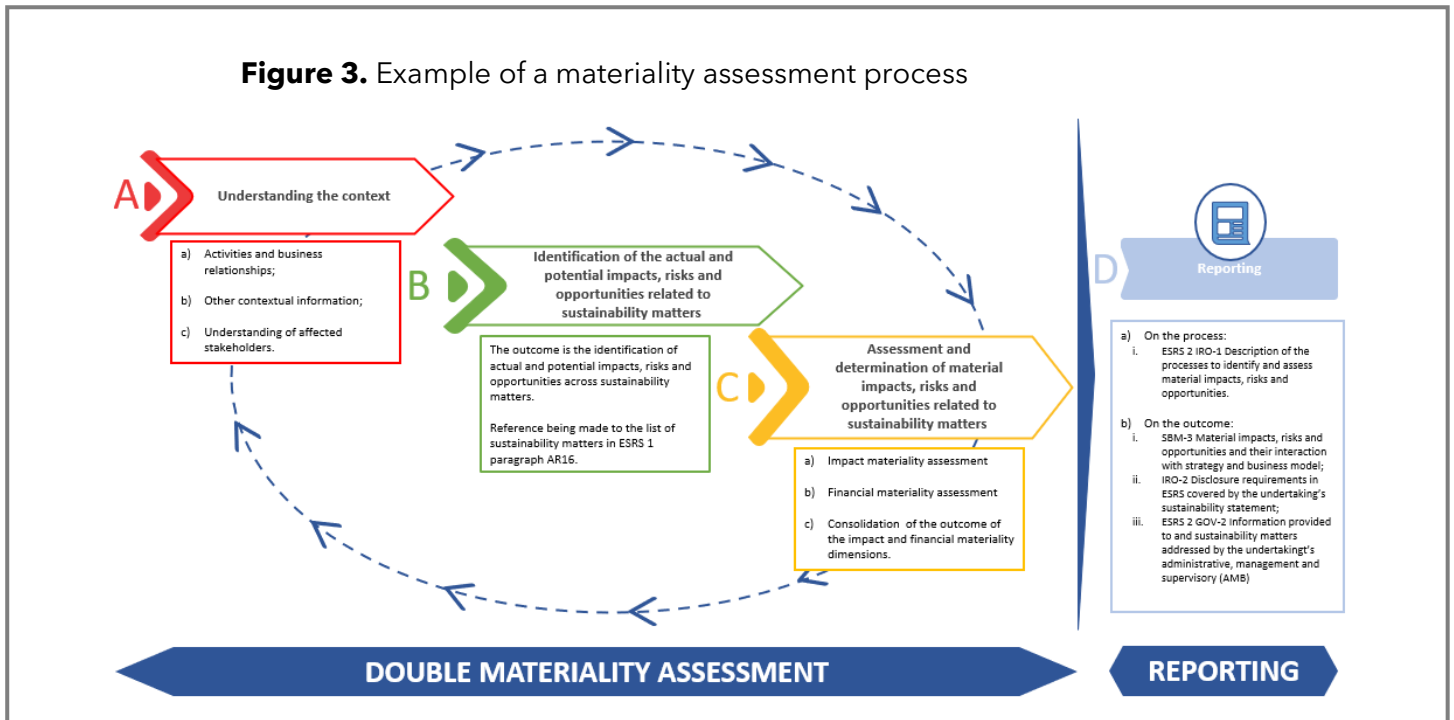 Figure 3. Example of a materiality assessment process
A
Understanding the context
a) Activities and business
relationships;
b) Other contextual information;
c) Understanding of affected
stakeholders.
B
Identification of the actual and
potential impacts, risks and
opportunities related to
sustainability matters
The outcome is the identification of
actual and potential impacts, risks and
opportunities across sustainability
matters.
Reference being made to the list of
sustainability matters in ESRS 1
paragraph AR16.
C
Assessment and
determination of material
impacts, risks and
opportunities related to
sustainability matters
a) Impact materiality assessment
b) Financial materiality assessment
c) Consolidation of the outcome of
the impact and financial materiality
dimensions.
D
Reporting
a) On the process:
i. ESRS 2 IRO-1 Description of the
processes to identify and assess
material impacts, risks and
opportunities.
b) On the outcome:
i. SBM-3 Material impacts, risks and
opportunities and their interaction
with strategy and business model;
ii. IRO-2 Disclosure requirements in
ESRS covered by the undertaking's
sustainability statement;
iii. ESRS 2 GOV-2 Information provided
to and sustainability matters
addressed by the undertakingt's
administrative, management and
supervisory (AMB)
DOUBLE MATERIALITY ASSESSMENT
REPORTING